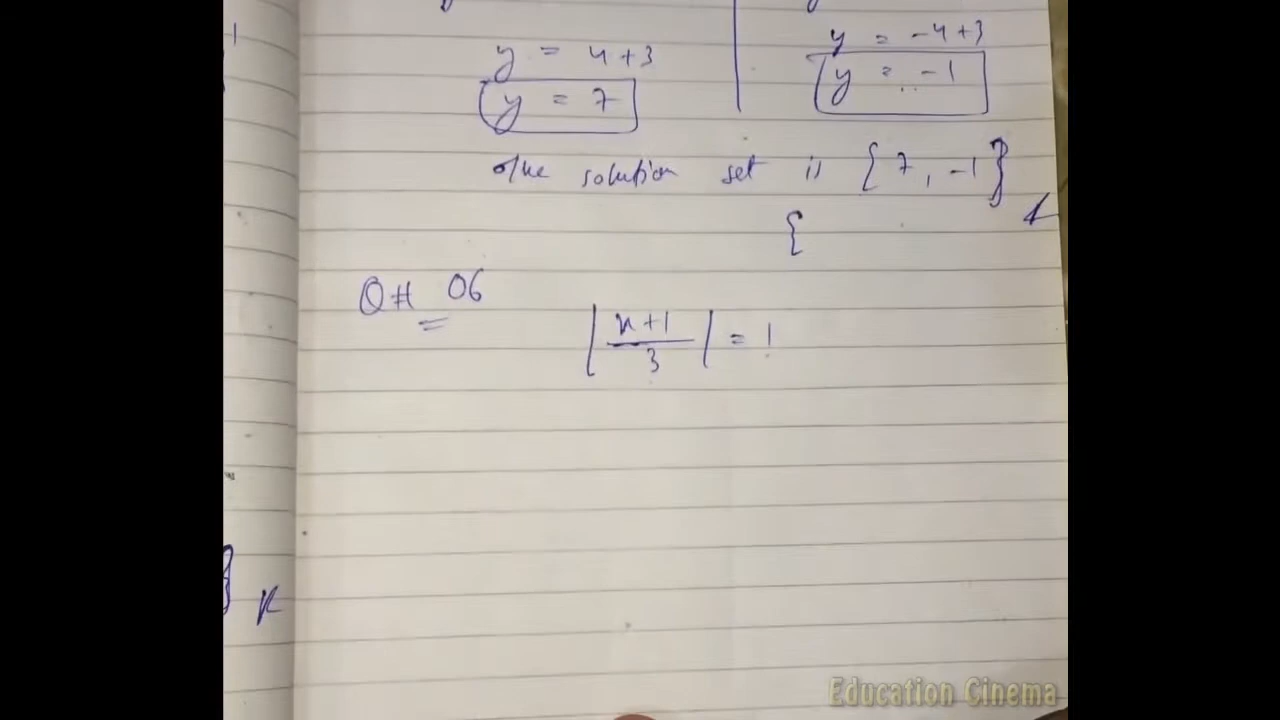 y = 4+3
y = -4+3
y = 7
y = -1
The solution set is {7, -1}
{
Q# 06
|x+1/3| = 1
Education Cinema